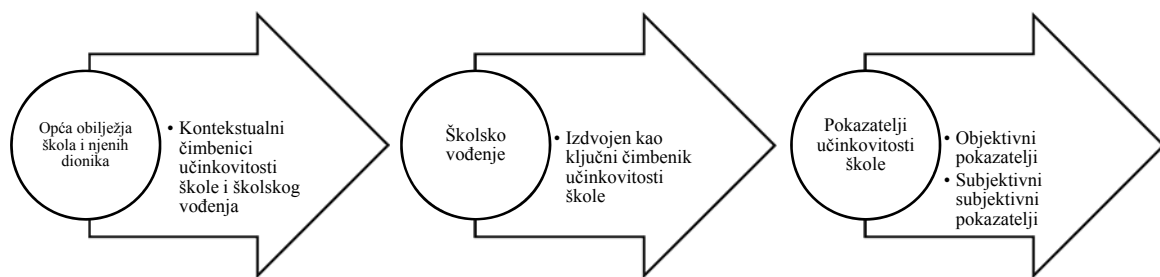 Opća obilježja
škola i njenih
dionika
• Kontekstualni
čimbenici
učinkovitosti
škole i školskog
vođenja
Školsko
vođenje
• Izdvojen kao
ključni čimbenik
učinkovitosti
škole
Pokazatelji
učinkovitosti
škole
• Objektivni
pokazatelji
• Subjektivni
subjektivni
pokazatelji